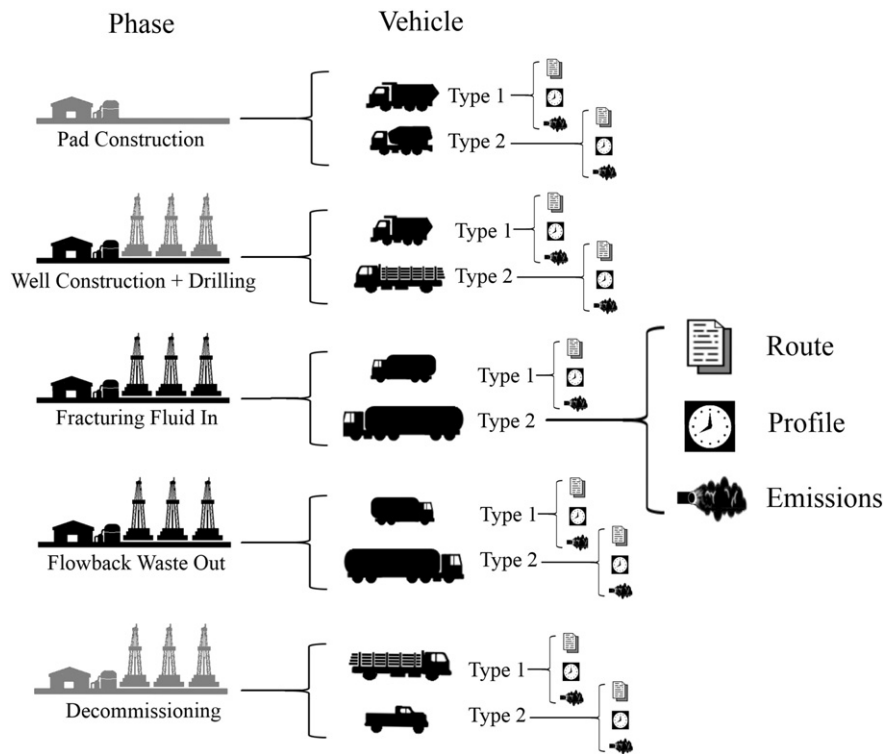 Phase
Vehicle
Type 1
Pad Construction
Type 2
Type 1
Well Construction + Drilling
Type 2
Route
Type 1
Fracturing Fluid In
Type 2
Profile
Type 1
Emissions
Flowback Waste Out
Type 2
Type 1
Decommissioning
Type 2